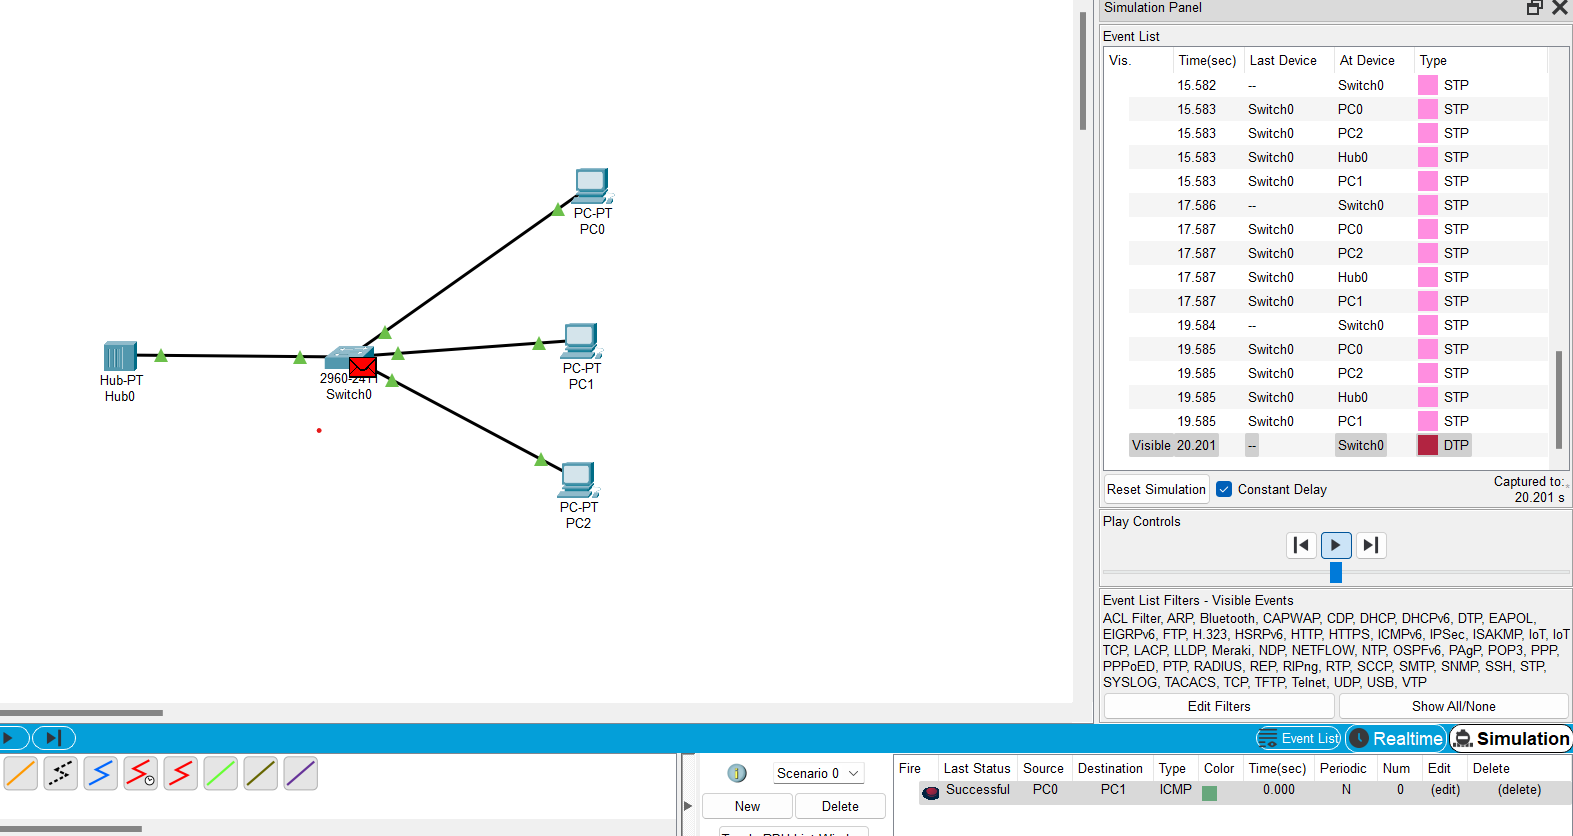 Simulation Panel
Event List
Vis. Time(sec) Last Device At Device Type
15.582 -- Switch0 STP
15.583 Switch0 PC0 STP
15.583 Switch0 PC2 STP
15.583 Switch0 Hub0 STP
15.583 Switch0 PC1 STP
17.586 -- Switch0 STP
17.587 Switch0 PC0 STP
17.587 Switch0 PC2 STP
17.587 Switch0 Hub0 STP
17.587 Switch0 PC1 STP
19.584 -- Switch0 STP
19.585 Switch0 PC0 STP
19.585 Switch0 PC2 STP
19.585 Switch0 Hub0 STP
19.585 Switch0 PC1 STP
Visible 20.201 -- Switch0 DTP
Reset Simulation Constant Delay
Captured to:
20.201 s
Play Controls
Event List Filters - Visible Events
ACL Filter, ARP, Bluetooth, CAPWAP, CDP, DHCP, DHCPv6, DTP, EAPOL,
EIGRPv6, FTP, H.323, HSRPv6, HTTP, HTTPS, ICMPv6, IPSec, ISAKMP, IoT, IoT
TCP, LACP, LLDP, Meraki, NDP, NETFLOW, NTP, OSPFv6, PAgP, POP3, PPP,
PPPoED, PTP, RADIUS, REP, RIPng, RTP, SCCP, SMTP, SNMP, SSH, STP,
SYSLOG, TACACS, TCP, TFTP, Telnet, UDP, USB, VTP
Edit Filters Show All/None
PC-PT
PC0
PC-PT
PC1
Hub-PT
Hub0
Switch0
PC-PT
PC2
Event List Realtime Simulation
Scenario 0
New Delete
Fire Last Status Source Destination Type Color Time(sec) Periodic Num Edit Delete
Successful PC0 PC1 ICMP 0.000 N 0 (edit) (delete)